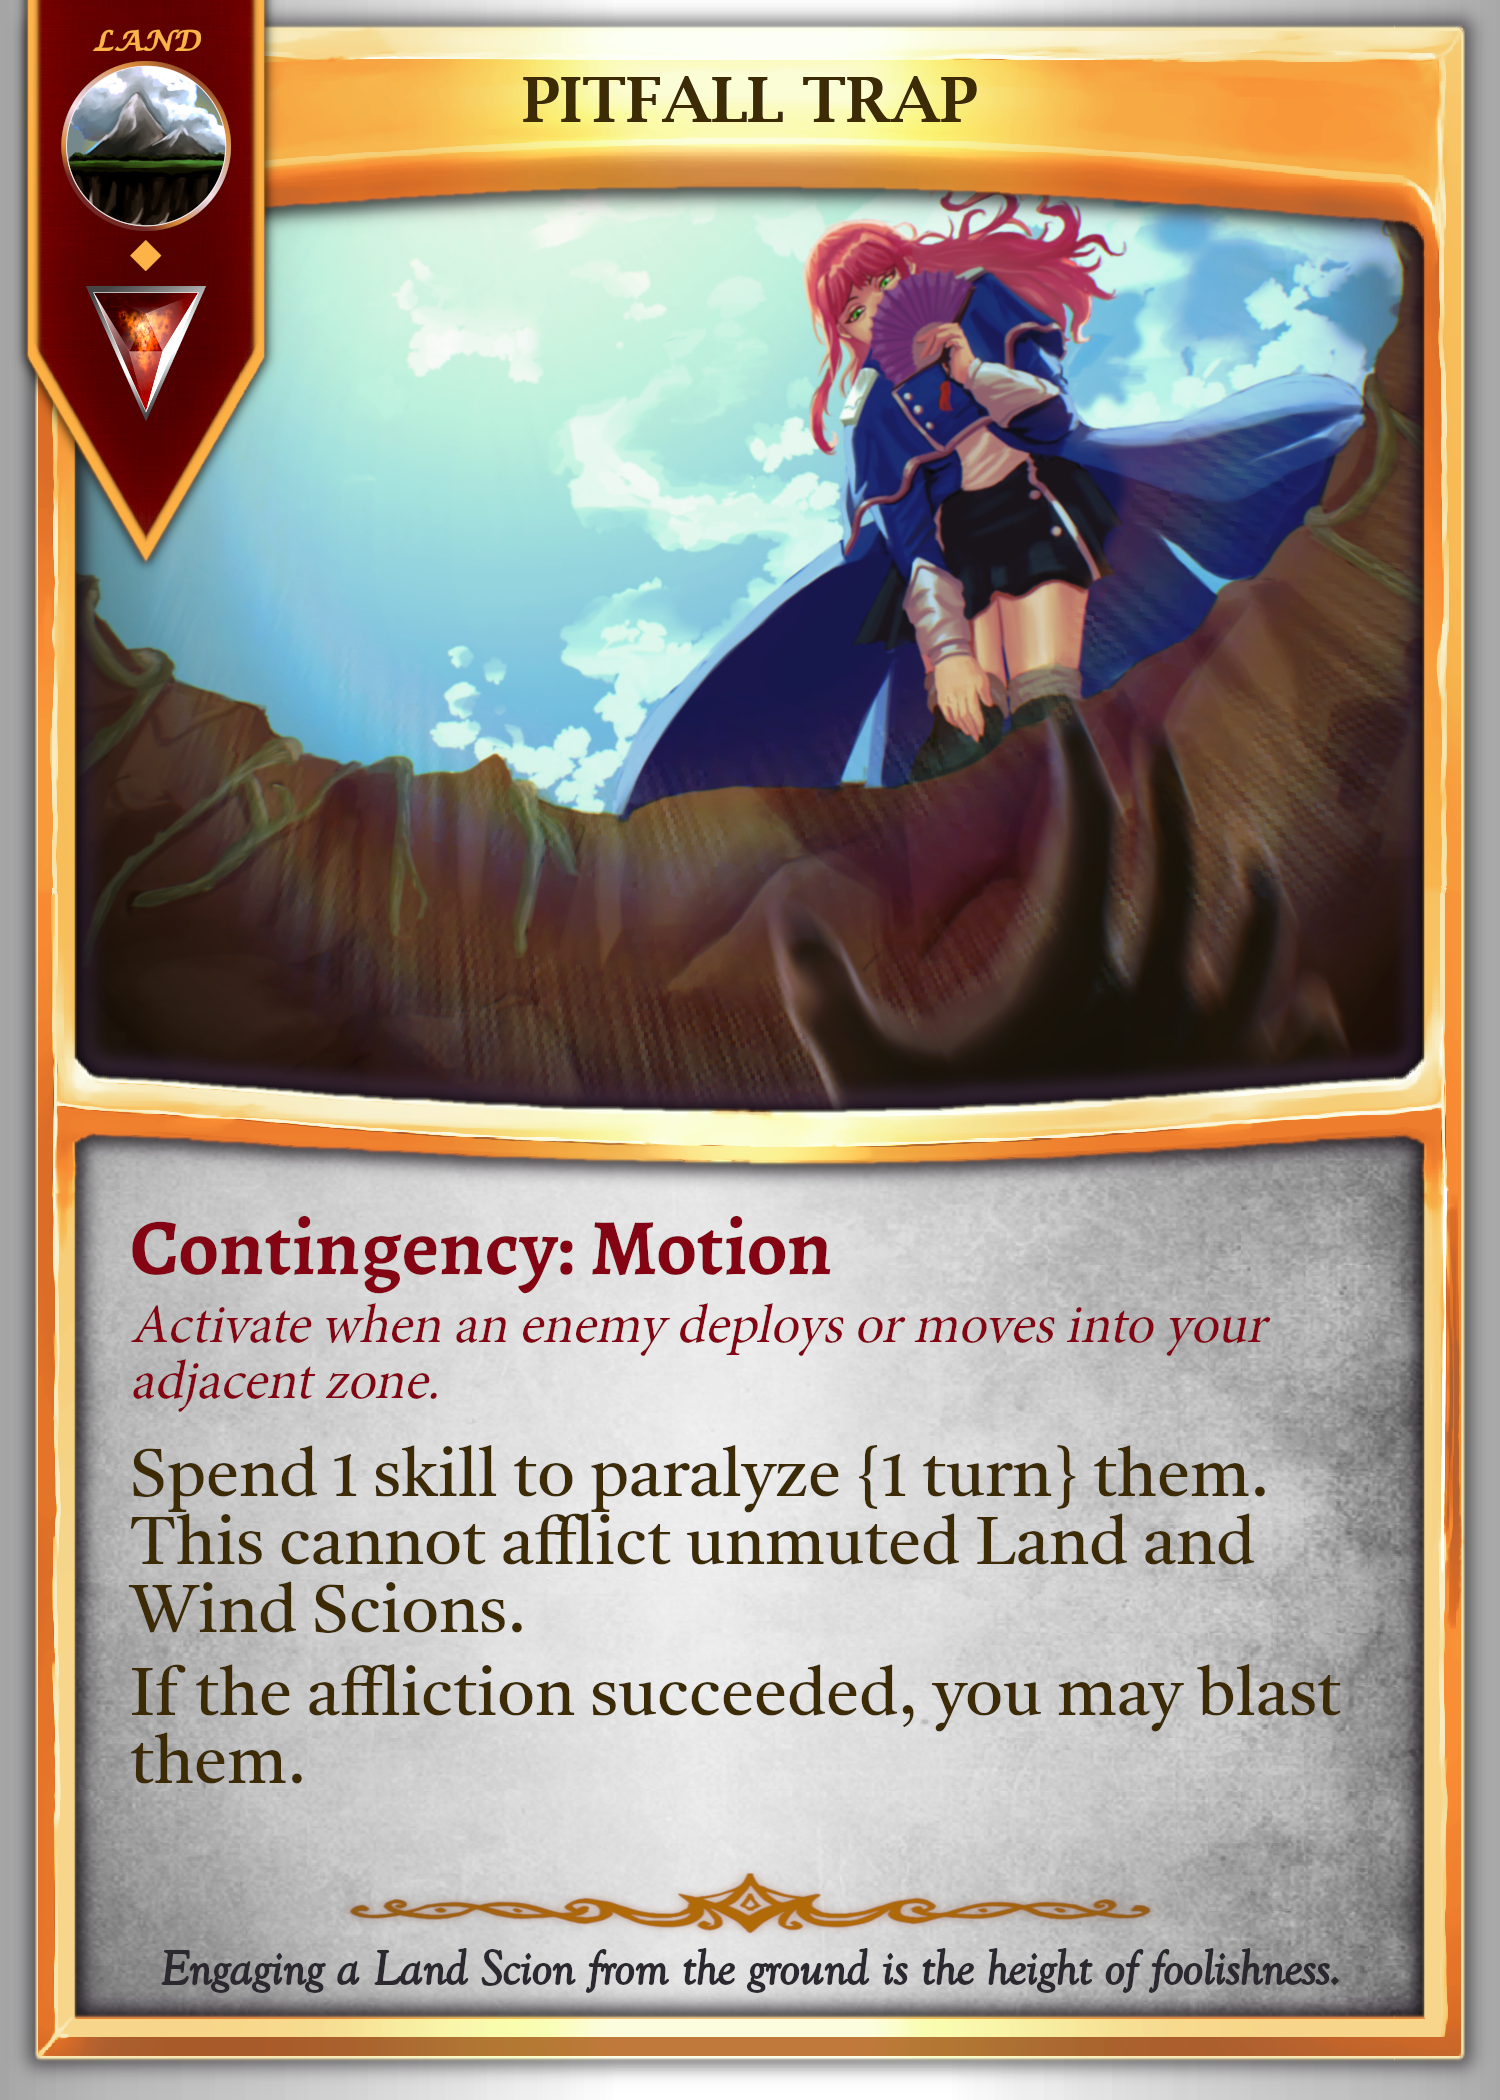 LAND
PITFALL TRAP
Contingency: Motion
Activate when an enemy deploys or moves into your
adjacent zone.
Spend 1 skill to paralyze {1 turn} them.
This cannot afflict unmuted Land and
Wind Scions.
If the affliction succeeded, you may blast
them.
Engaging a Land Scion from the ground is the height of foolishness.